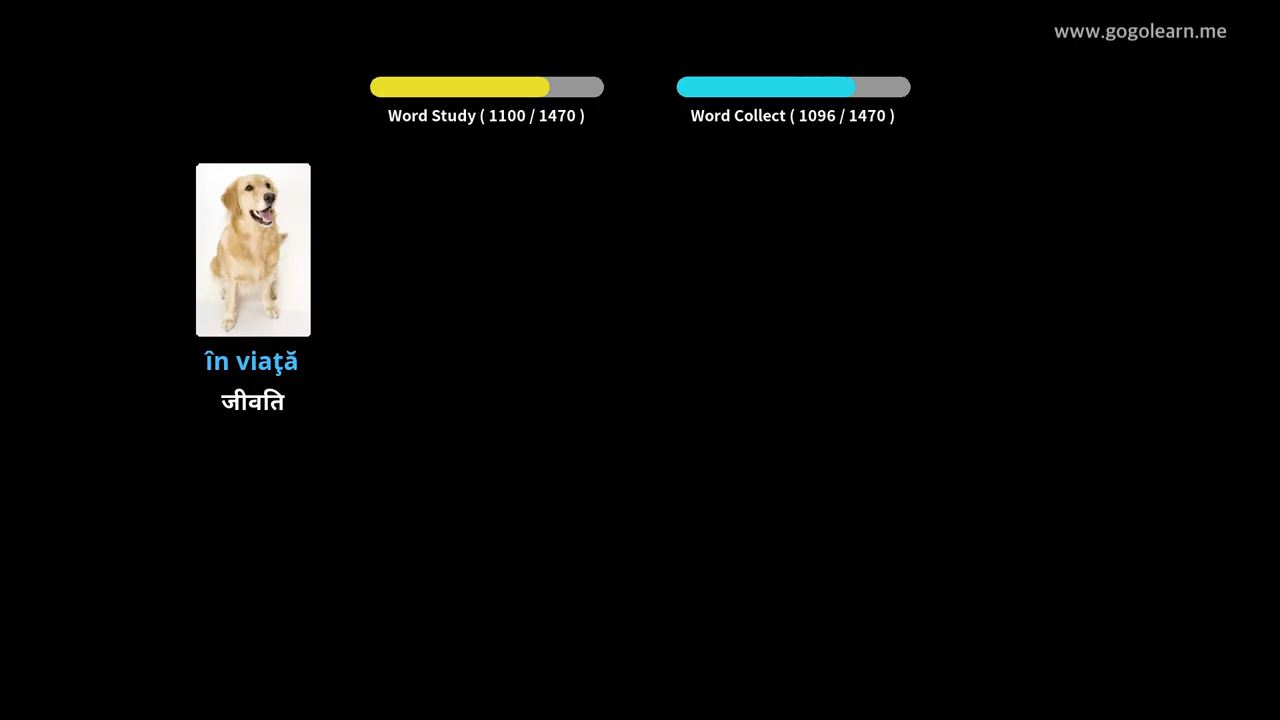 www.gogolearn.me
Word Study ( 1100 / 1470 )
Word Collect ( 1096 / 1470 )
în viaţă
जीवति